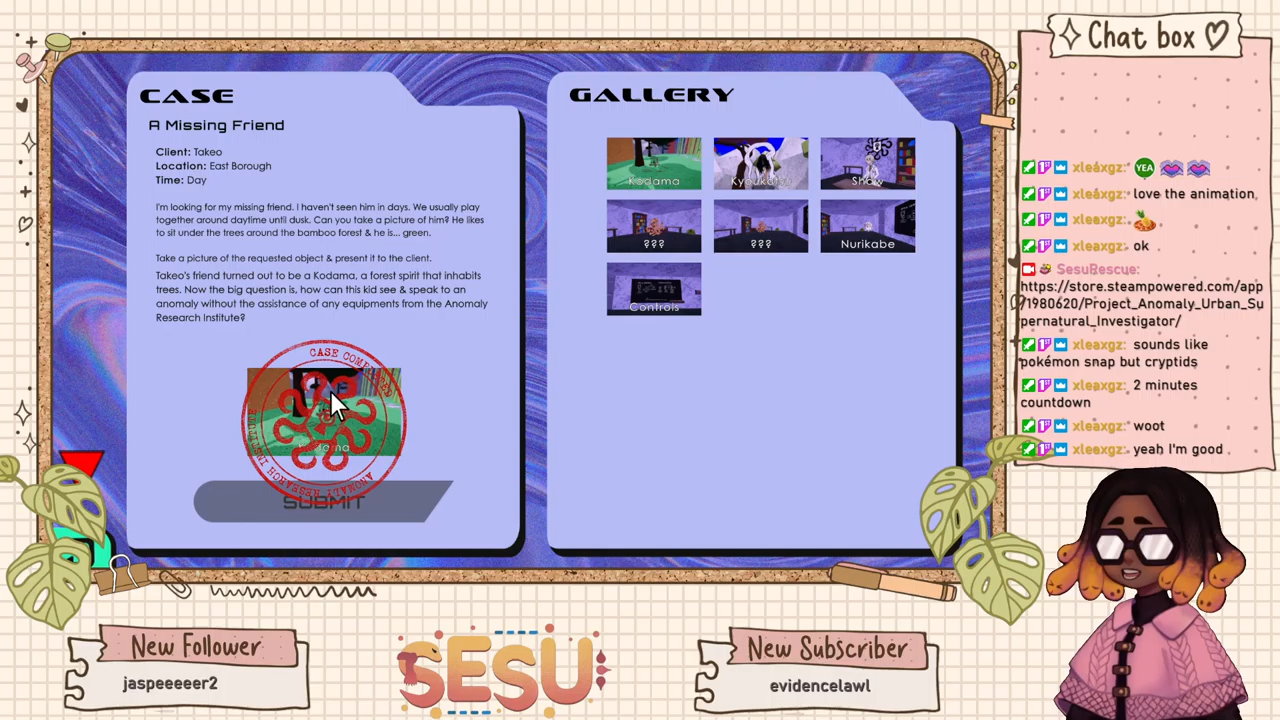 CASE
A Missing Friend
Client: Takeo
Location: East Borough
Time: Day
I'm looking for my missing friend. I haven't seen him in days. We usually play
together around daytime until dusk. Can you take a picture of him? He likes
to sit under the trees around the bamboo forest & he is... green.
Take a picture of the requested object & present it to the client.
Takeo's friend turned out to be a Kodama, a forest spirit that inhabits
trees. Now the big question is, how can this kid see & speak to an
anomaly without the assistance of any equipments from the Anomaly
Research Institute?
CASE COMPLETED
ANOMALY RESEARCH INSTITUTE
SUBMIT
GALLERY
Kodama
???
???
Nurikabe
Controls
Chat box
xleaxgz: YEA
xleaxgz: love the animation
xleaxgz:
xleaxgz: ok
SesuRescue:
https://store.steampowered.com/app
/1980620/Project_Anomaly_Urban_Su
pernatural_Investigator/
xleaxgz: sounds like
pokémon snap but cryptids
xleaxgz: 2 minutes
countdown
xleaxgz: woot
xleaxgz: yeah I'm good
New Follower
jaspeeeeer2
SESU
New Subscriber
evidencelawl